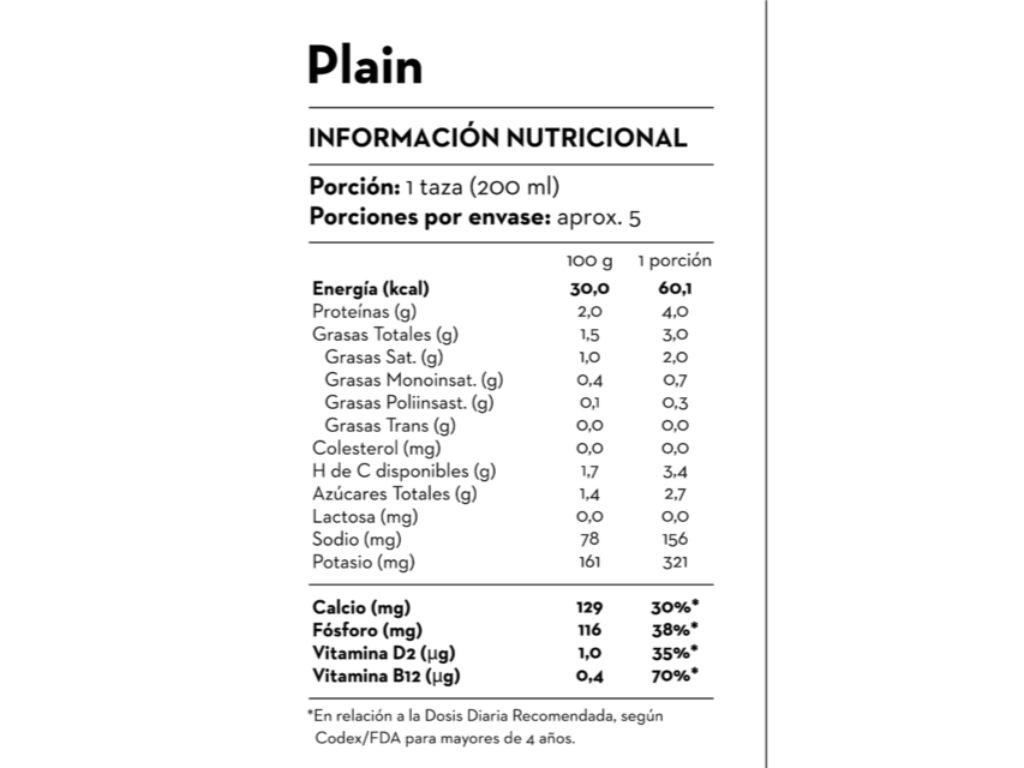 Plain
INFORMACIÓN NUTRICIONAL
Porción: 1 taza (200 ml)
Porciones por envase: aprox. 5
100 g 1 porción
Energía (kcal) 30,0 60,1
Proteínas (g) 2,0 4,0
Grasas Totales (g) 1,5 3,0
Grasas Sat. (g) 1,0 2,0
Grasas Monoinsat. (g) 0,4 0,7
Grasas Poliinsast. (g) 0,1 0,3
Grasas Trans (g) 0,0 0,0
Colesterol (mg) 0,0 0,0
H de C disponibles (g) 1,7 3,4
Azúcares Totales (g) 1,4 2,7
Lactosa (mg) 0,0 0,0
Sodio (mg) 78 156
Potasio (mg) 161 321
Calcio (mg) 129 30%*
Fósforo (mg) 116 38%*
Vitamina D2 (µg) 1,0 35%*
Vitamina B12 (µg) 0,4 70%*
*En relación a la Dosis Diaria Recomendada, según
Codex/FDA para mayores de 4 años.